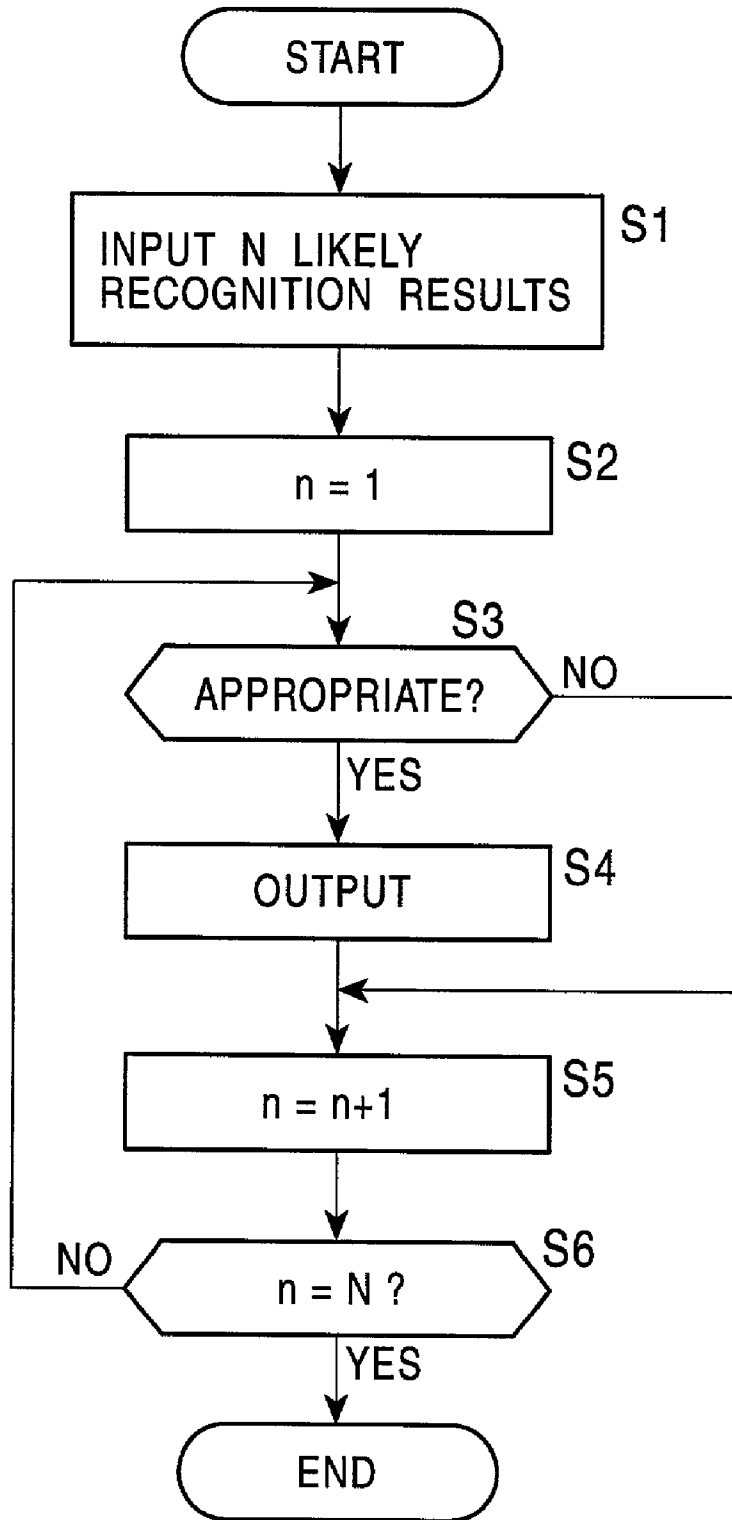 START
S1
INPUT N LIKELY
RECOGNITION RESULTS
S2
n = 1
S3
APPROPRIATE?
NO
YES
S4
OUTPUT
S5
n = n+1
S6
NO
n = N ?
YES
END